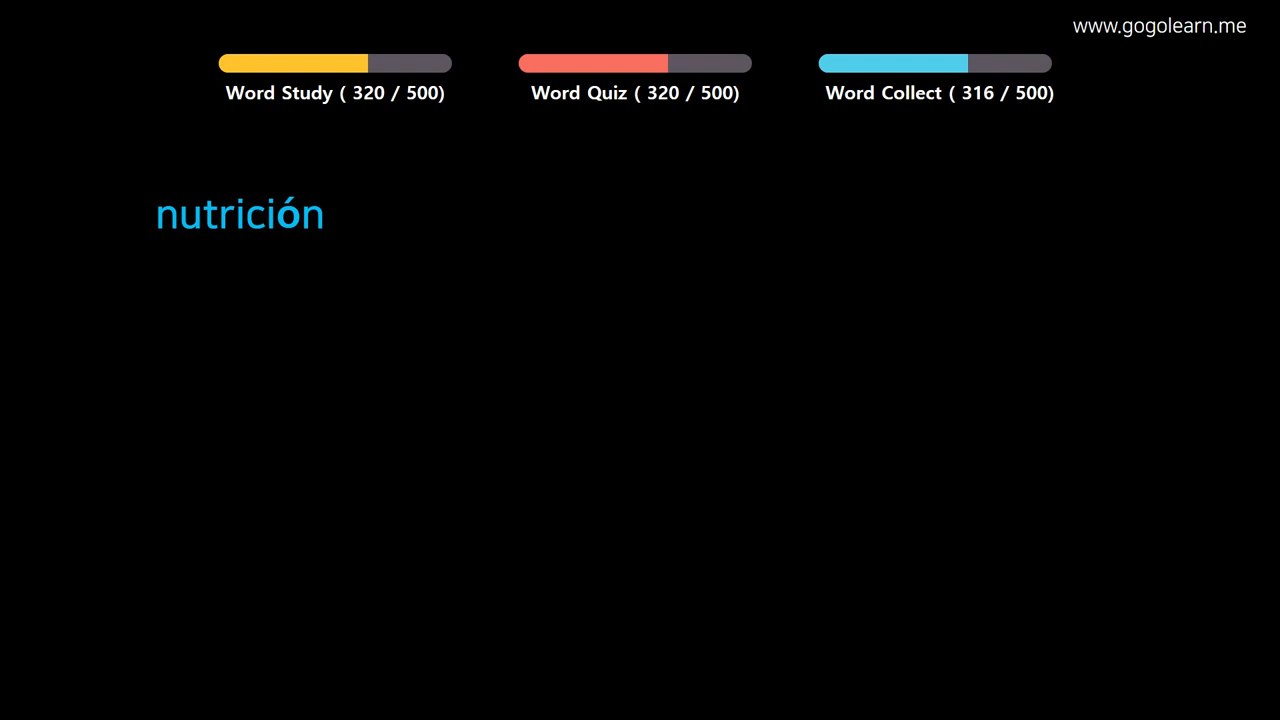 www.gogolearn.me
Word Study ( 320 / 500)
Word Quiz ( 320 / 500)
Word Collect ( 316 / 500)
nutrición